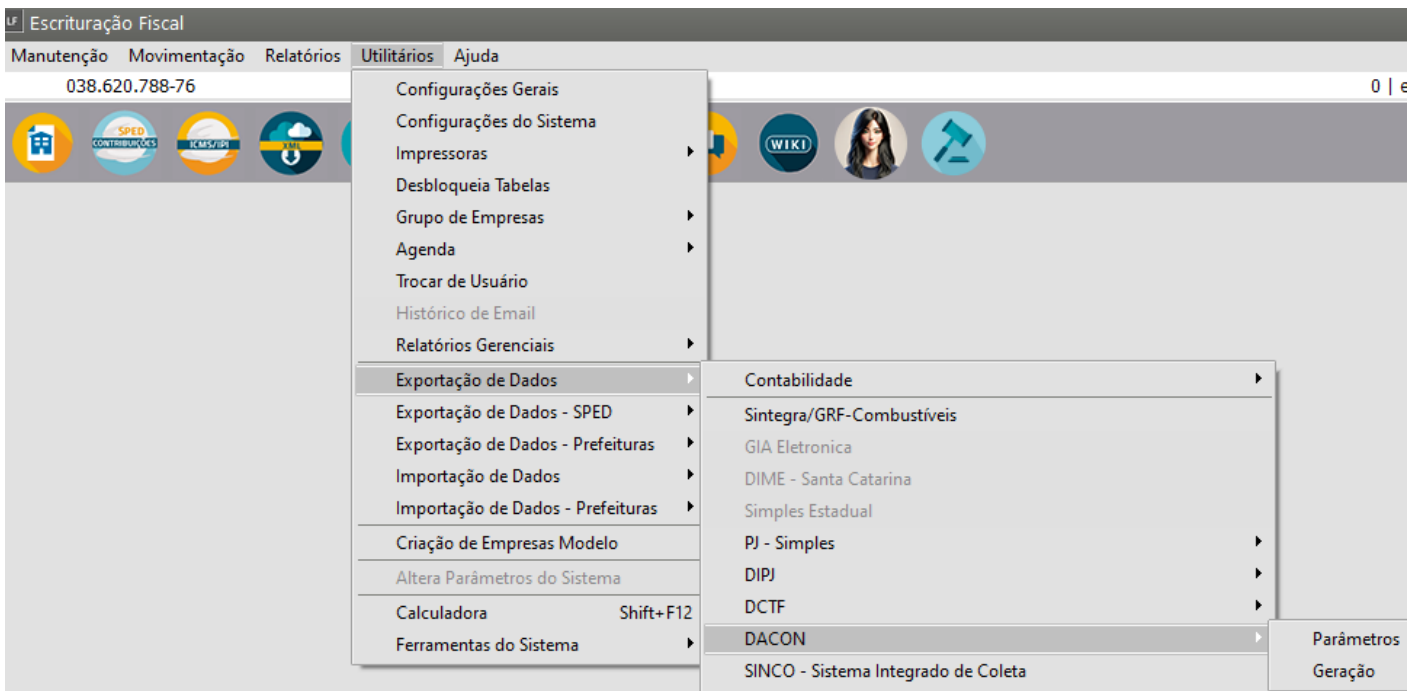 LF Escrituração Fiscal
Manutenção Movimentação Relatórios Utilitários Ajuda
038.620.788-76 0 | e
SPED CONTRIBUIÇÕES ICMS/IPI XML WIKI
Configurações Gerais
Configurações do Sistema
Impressoras
Desbloqueia Tabelas
Grupo de Empresas
Agenda
Trocar de Usuário
Histórico de Email
Relatórios Gerenciais
Exportação de Dados
Exportação de Dados - SPED
Exportação de Dados - Prefeituras
Importação de Dados
Importação de Dados - Prefeituras
Criação de Empresas Modelo
Altera Parâmetros do Sistema
Calculadora Shift+F12
Ferramentas do Sistema
Contabilidade
Sintegra/GRF-Combustíveis
GIA Eletronica
DIME - Santa Catarina
Simples Estadual
PJ - Simples
DIPJ
DCTF
DACON
SINCO - Sistema Integrado de Coleta
Parâmetros
Geração